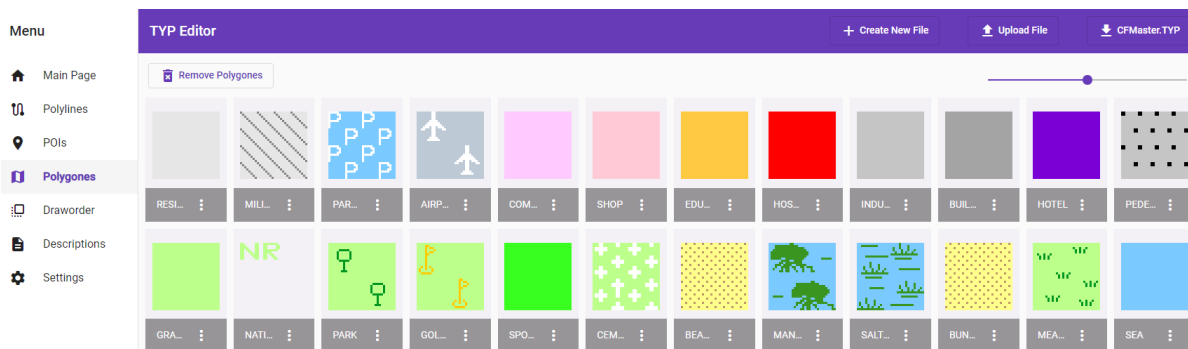 Menu
TYP Editor
Create New File
Upload File
CFMaster.TYP
Main Page
Polylines
POIs
Polygones
Draworder
Descriptions
Settings
Remove Polygones
P P
P P
P P
P P
RESI...
MILI...
PAR...
AIRP...
COM...
SHOP
EDU...
HOS...
INDU...
BUIL...
HOTEL
PEDE...
NR
GRA...
NATI...
PARK
GOL...
SPO...
CEM...
BEA...
MAN...
SALT...
BUN...
MEA...
SEA